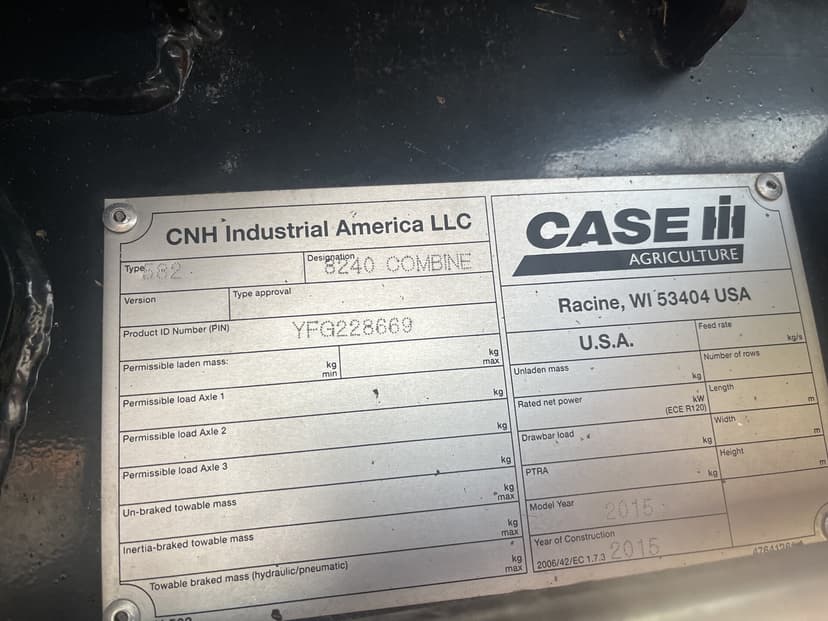 CNH Industrial America LLC
Type 582
Designation 8240 COMBINE
Version
Type approval
Product ID Number (PIN) YFG228669
Permissible laden mass: kg min kg max
Permissible load Axle 1 kg
Permissible load Axle 2 kg
Permissible load Axle 3 kg
Un-braked towable mass kg max
Inertia-braked towable mass kg max
Towable braked mass (hydraulic/pneumatic) kg max
CASE IH
AGRICULTURE
Racine, WI 53404 USA
U.S.A.
Feed rate kg/s
Unladen mass kg
Number of rows
Rated net power kW (ECE R120)
Length m
Drawbar load kg
Width m
PTRA kg
Height m
Model Year 2015
Year of Construction 2015
2006/42/EC 1.7.3